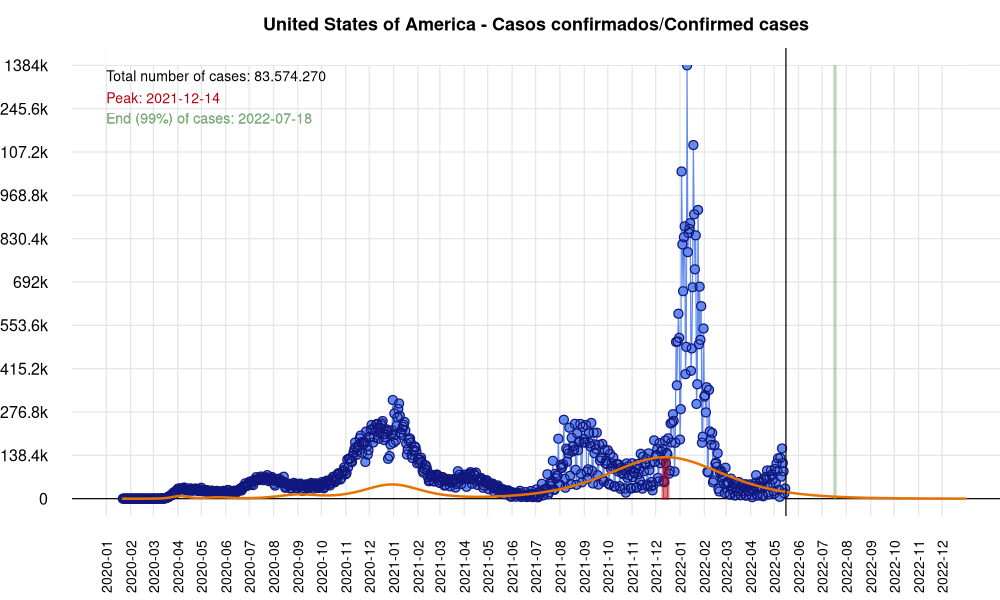 United States of America - Casos confirmados/Confirmed cases
Total number of cases: 83.574.270
Peak: 2021-12-14
End (99%) of cases: 2022-07-18
1384k
245.6k
107.2k
968.8k
830.4k
692k
553.6k
415.2k
276.8k
138.4k
0
2020-01
2020-02
2020-03
2020-04
2020-05
2020-06
2020-07
2020-08
2020-09
2020-10
2020-11
2020-12
2021-01
2021-02
2021-03
2021-04
2021-05
2021-06
2021-07
2021-08
2021-09
2021-10
2021-11
2021-12
2022-01
2022-02
2022-03
2022-04
2022-05
2022-06
2022-07
2022-08
2022-09
2022-10
2022-11
2022-12